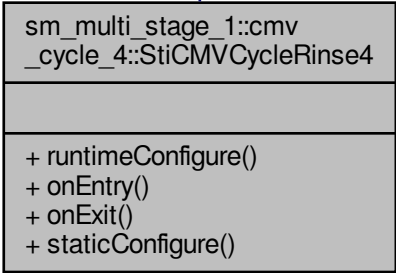 sm_multi_stage_1::cmv
_cycle_4::StiCMVCycleRinse4
+ runtimeConfigure()
+ onEntry()
+ onExit()
+ staticConfigure()